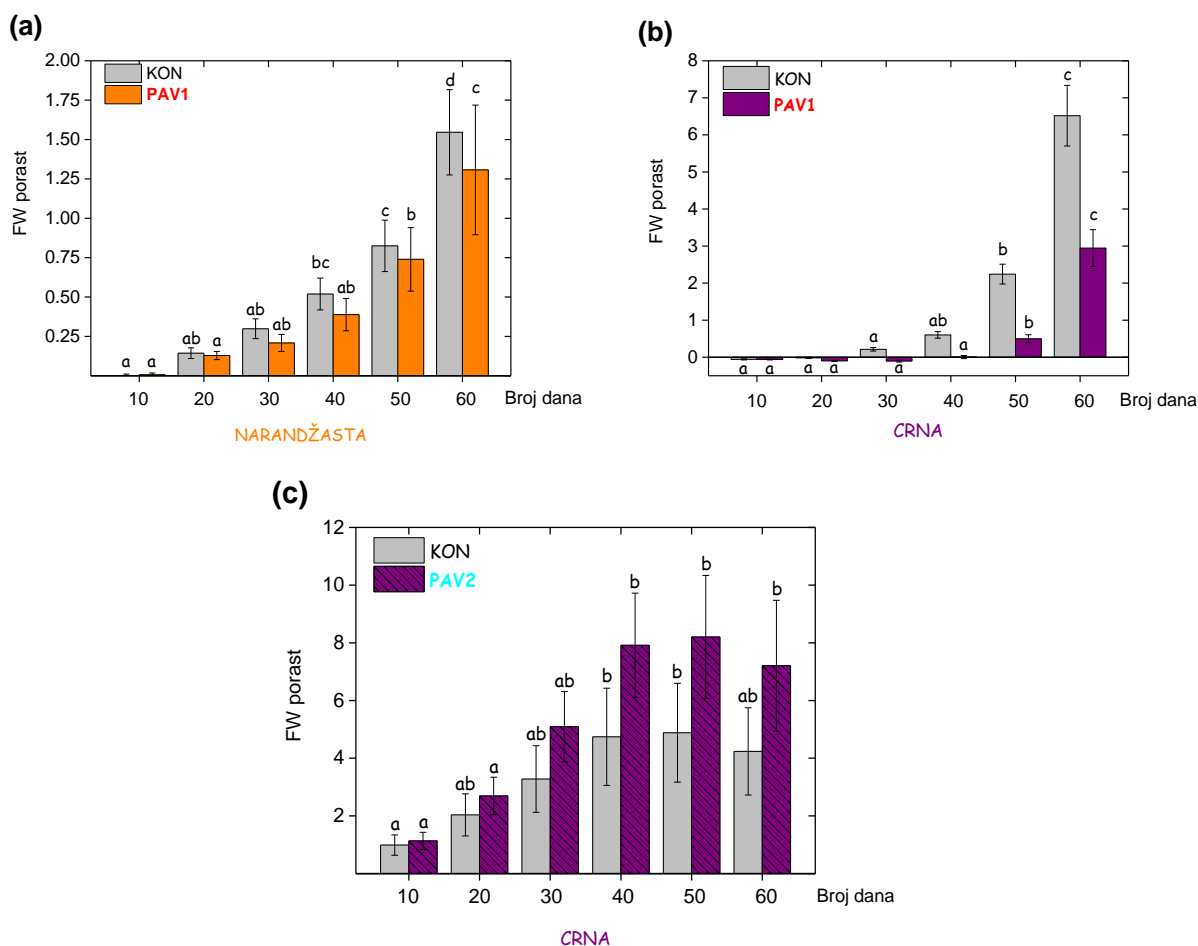 (a)
2.00
1.75
1.50
1.25
1.00
0.75
0.50
0.25
FW porast
KON
PAV1
a a ab a ab ab bc ab c b d c
10 20 30 40 50 60 Broj dana
NARANDŽASTA
(b)
8
7
6
5
4
3
2
1
0
FW porast
KON
PAV1
a a a a a a ab a b b c c
10 20 30 40 50 60 Broj dana
CRNA
(c)
12
10
8
6
4
2
FW porast
KON
PAV2
a a ab a ab ab b b b b ab b
10 20 30 40 50 60 Broj dana
CRNA